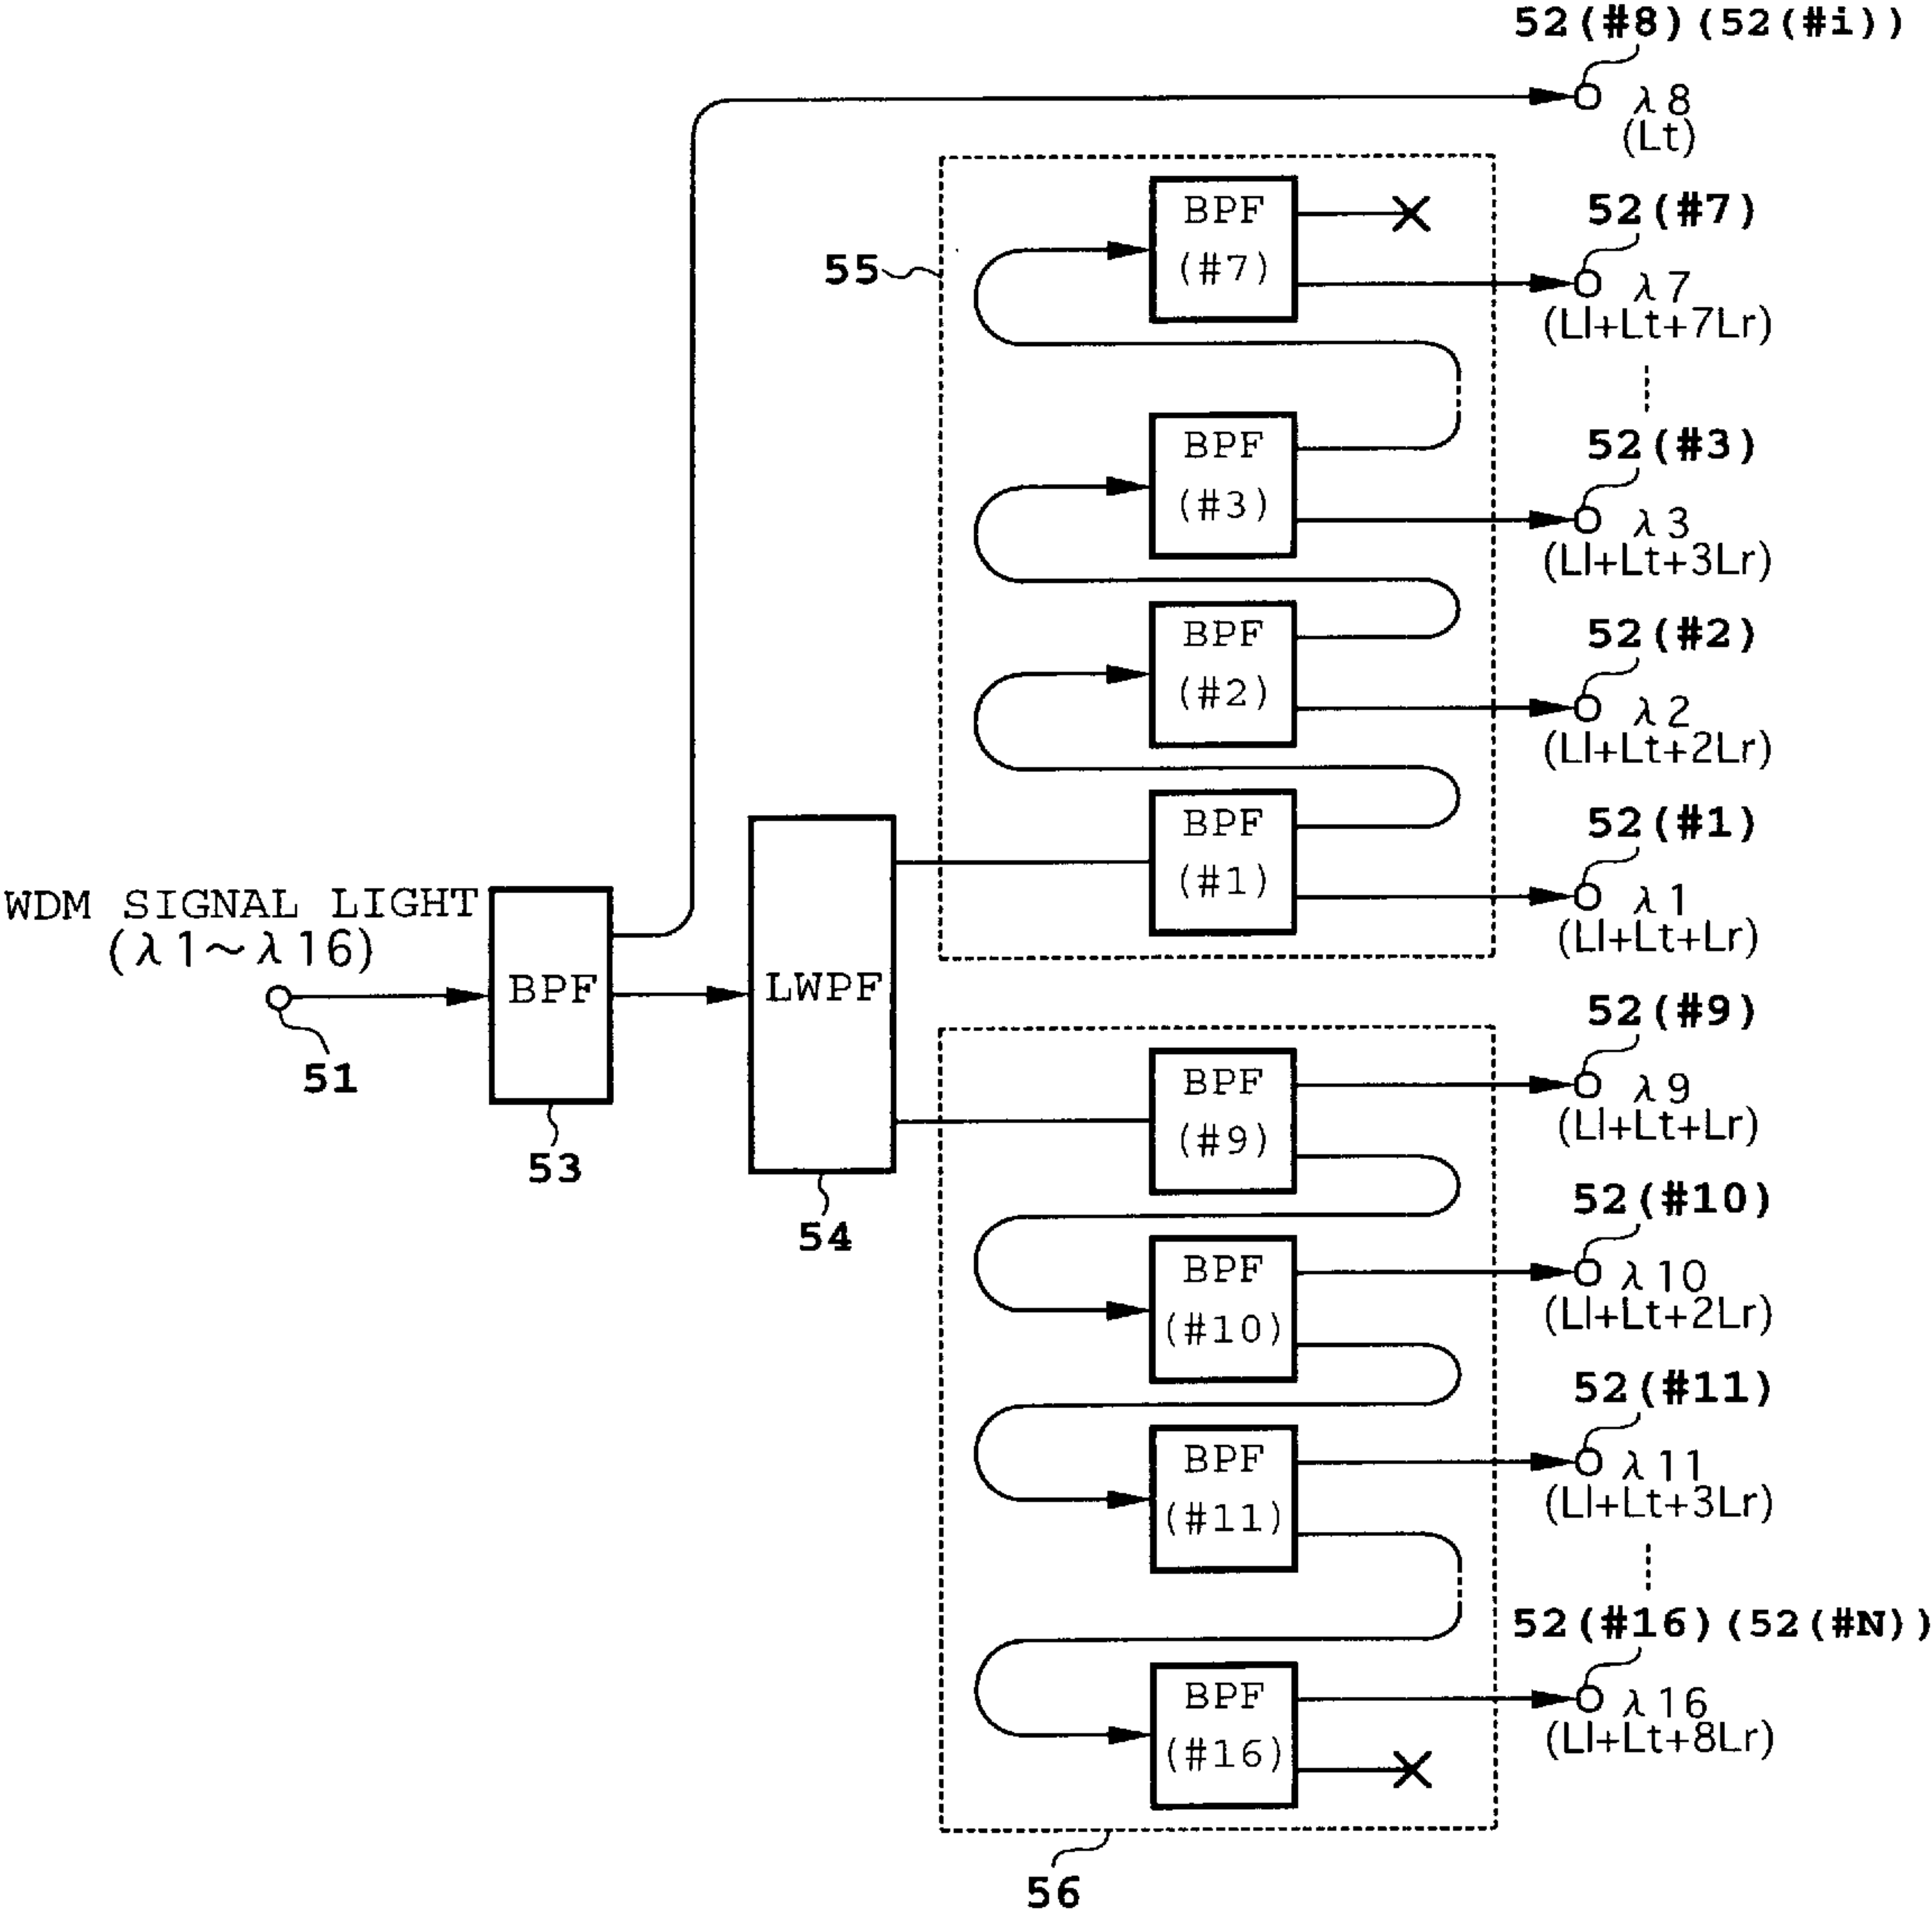 52(#8)(52(#i))
λ8
(Lt)
BPF
(#7)
52(#7)
λ7
(Ll+Lt+7Lr)
55
BPF
(#3)
52(#3)
λ3
(Ll+Lt+3Lr)
BPF
(#2)
52(#2)
λ2
(Ll+Lt+2Lr)
BPF
(#1)
52(#1)
λ1
(Ll+Lt+Lr)
WDM SIGNAL LIGHT
(λ1~λ16)
51
BPF
53
LWPF
54
BPF
(#9)
52(#9)
λ9
(Ll+Lt+Lr)
BPF
(#10)
52(#10)
λ10
(Ll+Lt+2Lr)
BPF
(#11)
52(#11)
λ11
(Ll+Lt+3Lr)
BPF
(#16)
52(#16)(52(#N))
λ16
(Ll+Lt+8Lr)
56